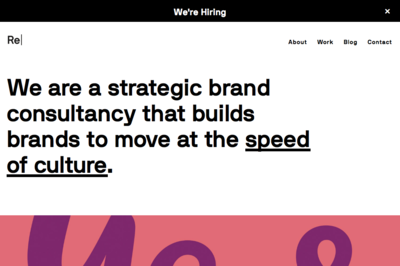 We're Hiring ×
Re|
About Work Blog Contact
We are a strategic brand
consultancy that builds
brands to move at the speed
of culture.